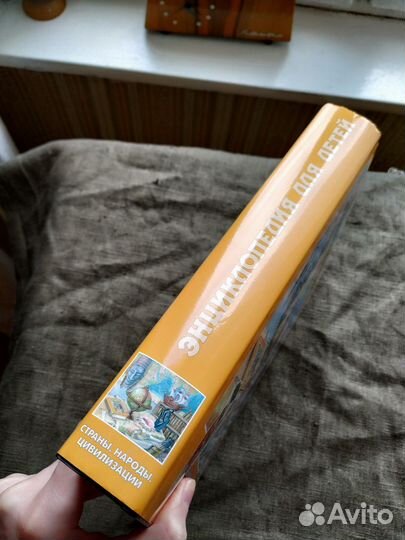 ЭНЦИКЛОПЕДИЯ ДЛЯ ДЕТЕЙ
СТРАНЫ. НАРОДЫ.
ЦИВИЛИЗАЦИИ
Avito